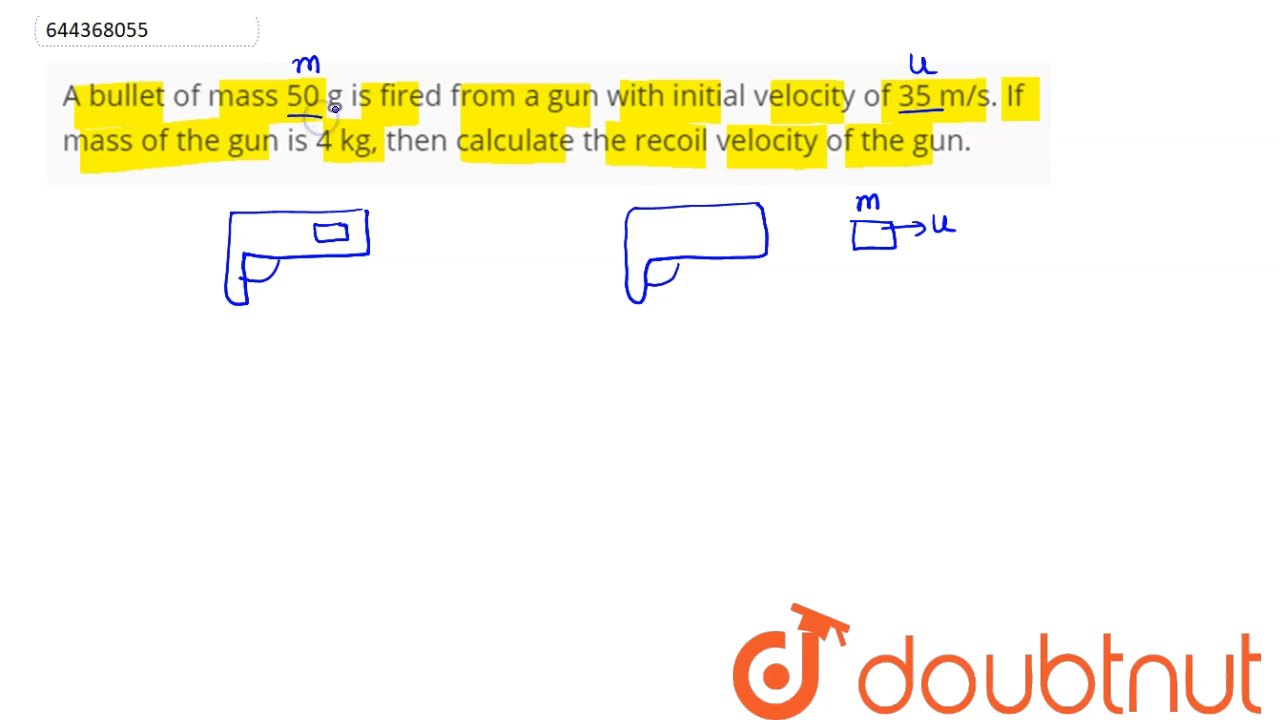 644368055
m u
A bullet of mass 50 g is fired from a gun with initial velocity of 35 m/s. If
mass of the gun is 4 kg, then calculate the recoil velocity of the gun.
m
u
doubtnut